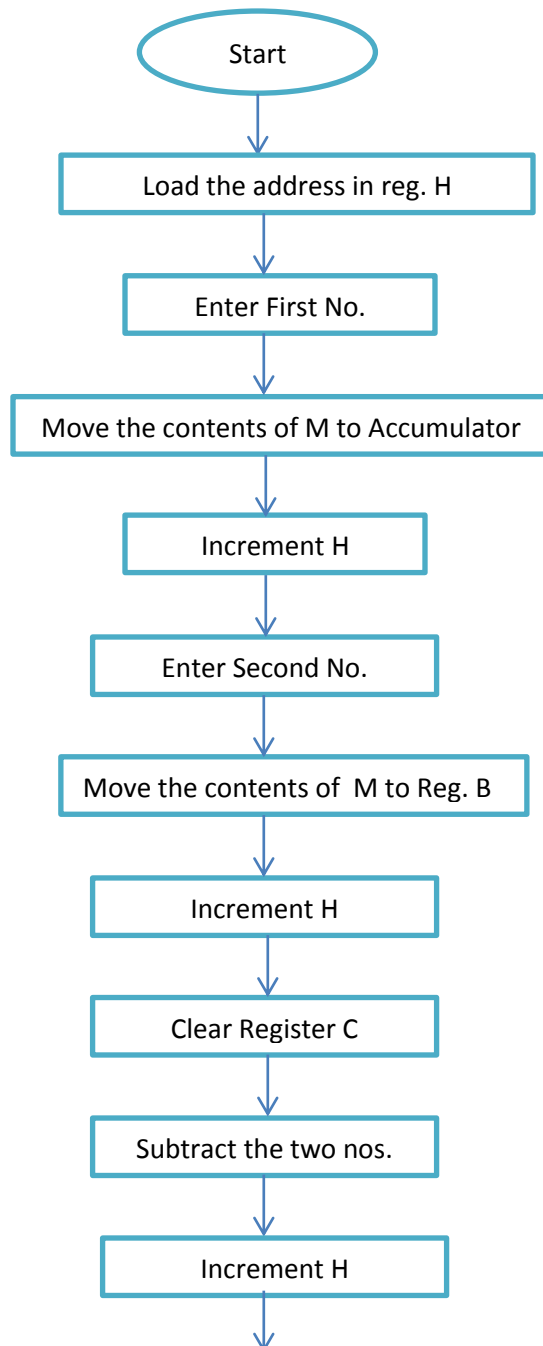 Start
Load the address in reg. H
Enter First No.
Move the contents of M to Accumulator
Increment H
Enter Second No.
Move the contents of  M to Reg. B
Increment H
Clear Register C
Subtract the two nos.
Increment H